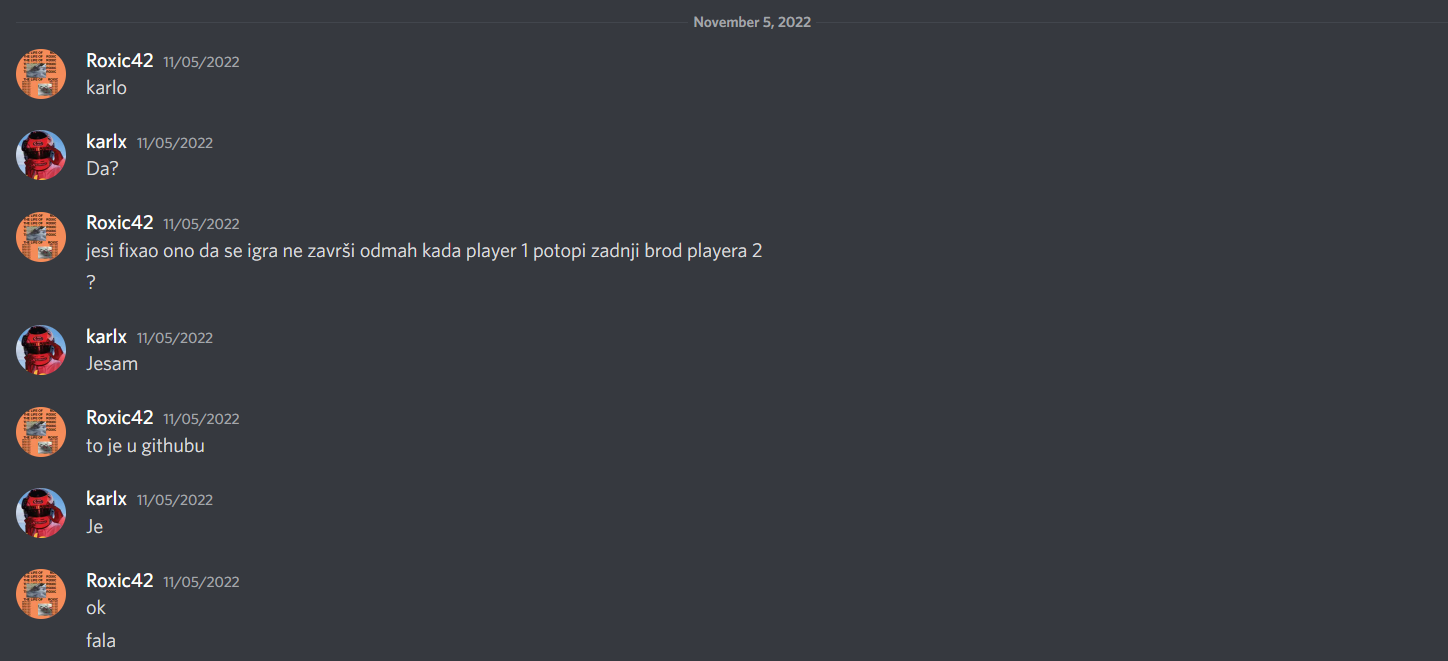 November 5, 2022
Roxic42 11/05/2022
karlo
karlx 11/05/2022
Da?
Roxic42 11/05/2022
jesi fixao ono da se igra ne završi odmah kada player 1 potopi zadnji brod playera 2
?
karlx 11/05/2022
Jesam
Roxic42 11/05/2022
to je u githubu
karlx 11/05/2022
Je
Roxic42 11/05/2022
ok
fala